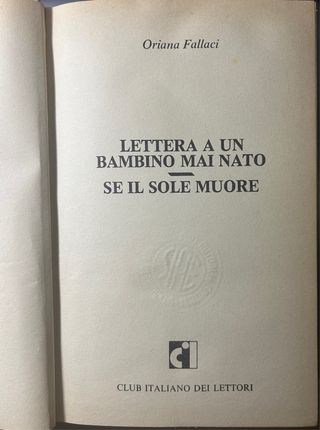 Oriana Fallaci
LETTERA A UN
BAMBINO MAI NATO
SE IL SOLE MUORE
CLUB ITALIANO DEI LETTORI